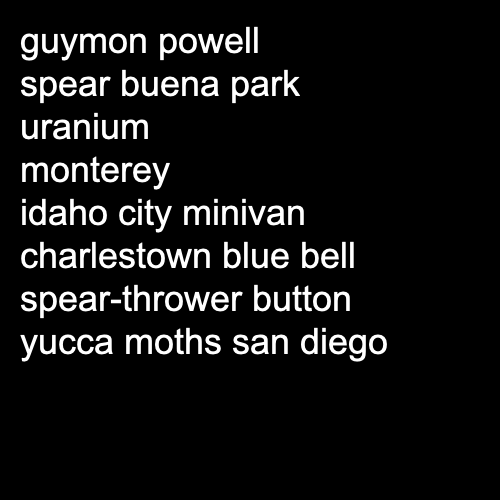 guymon powell
spear buena park
uranium
monterey
idaho city minivan
charlestown blue bell
spear-thrower button
yucca moths san diego